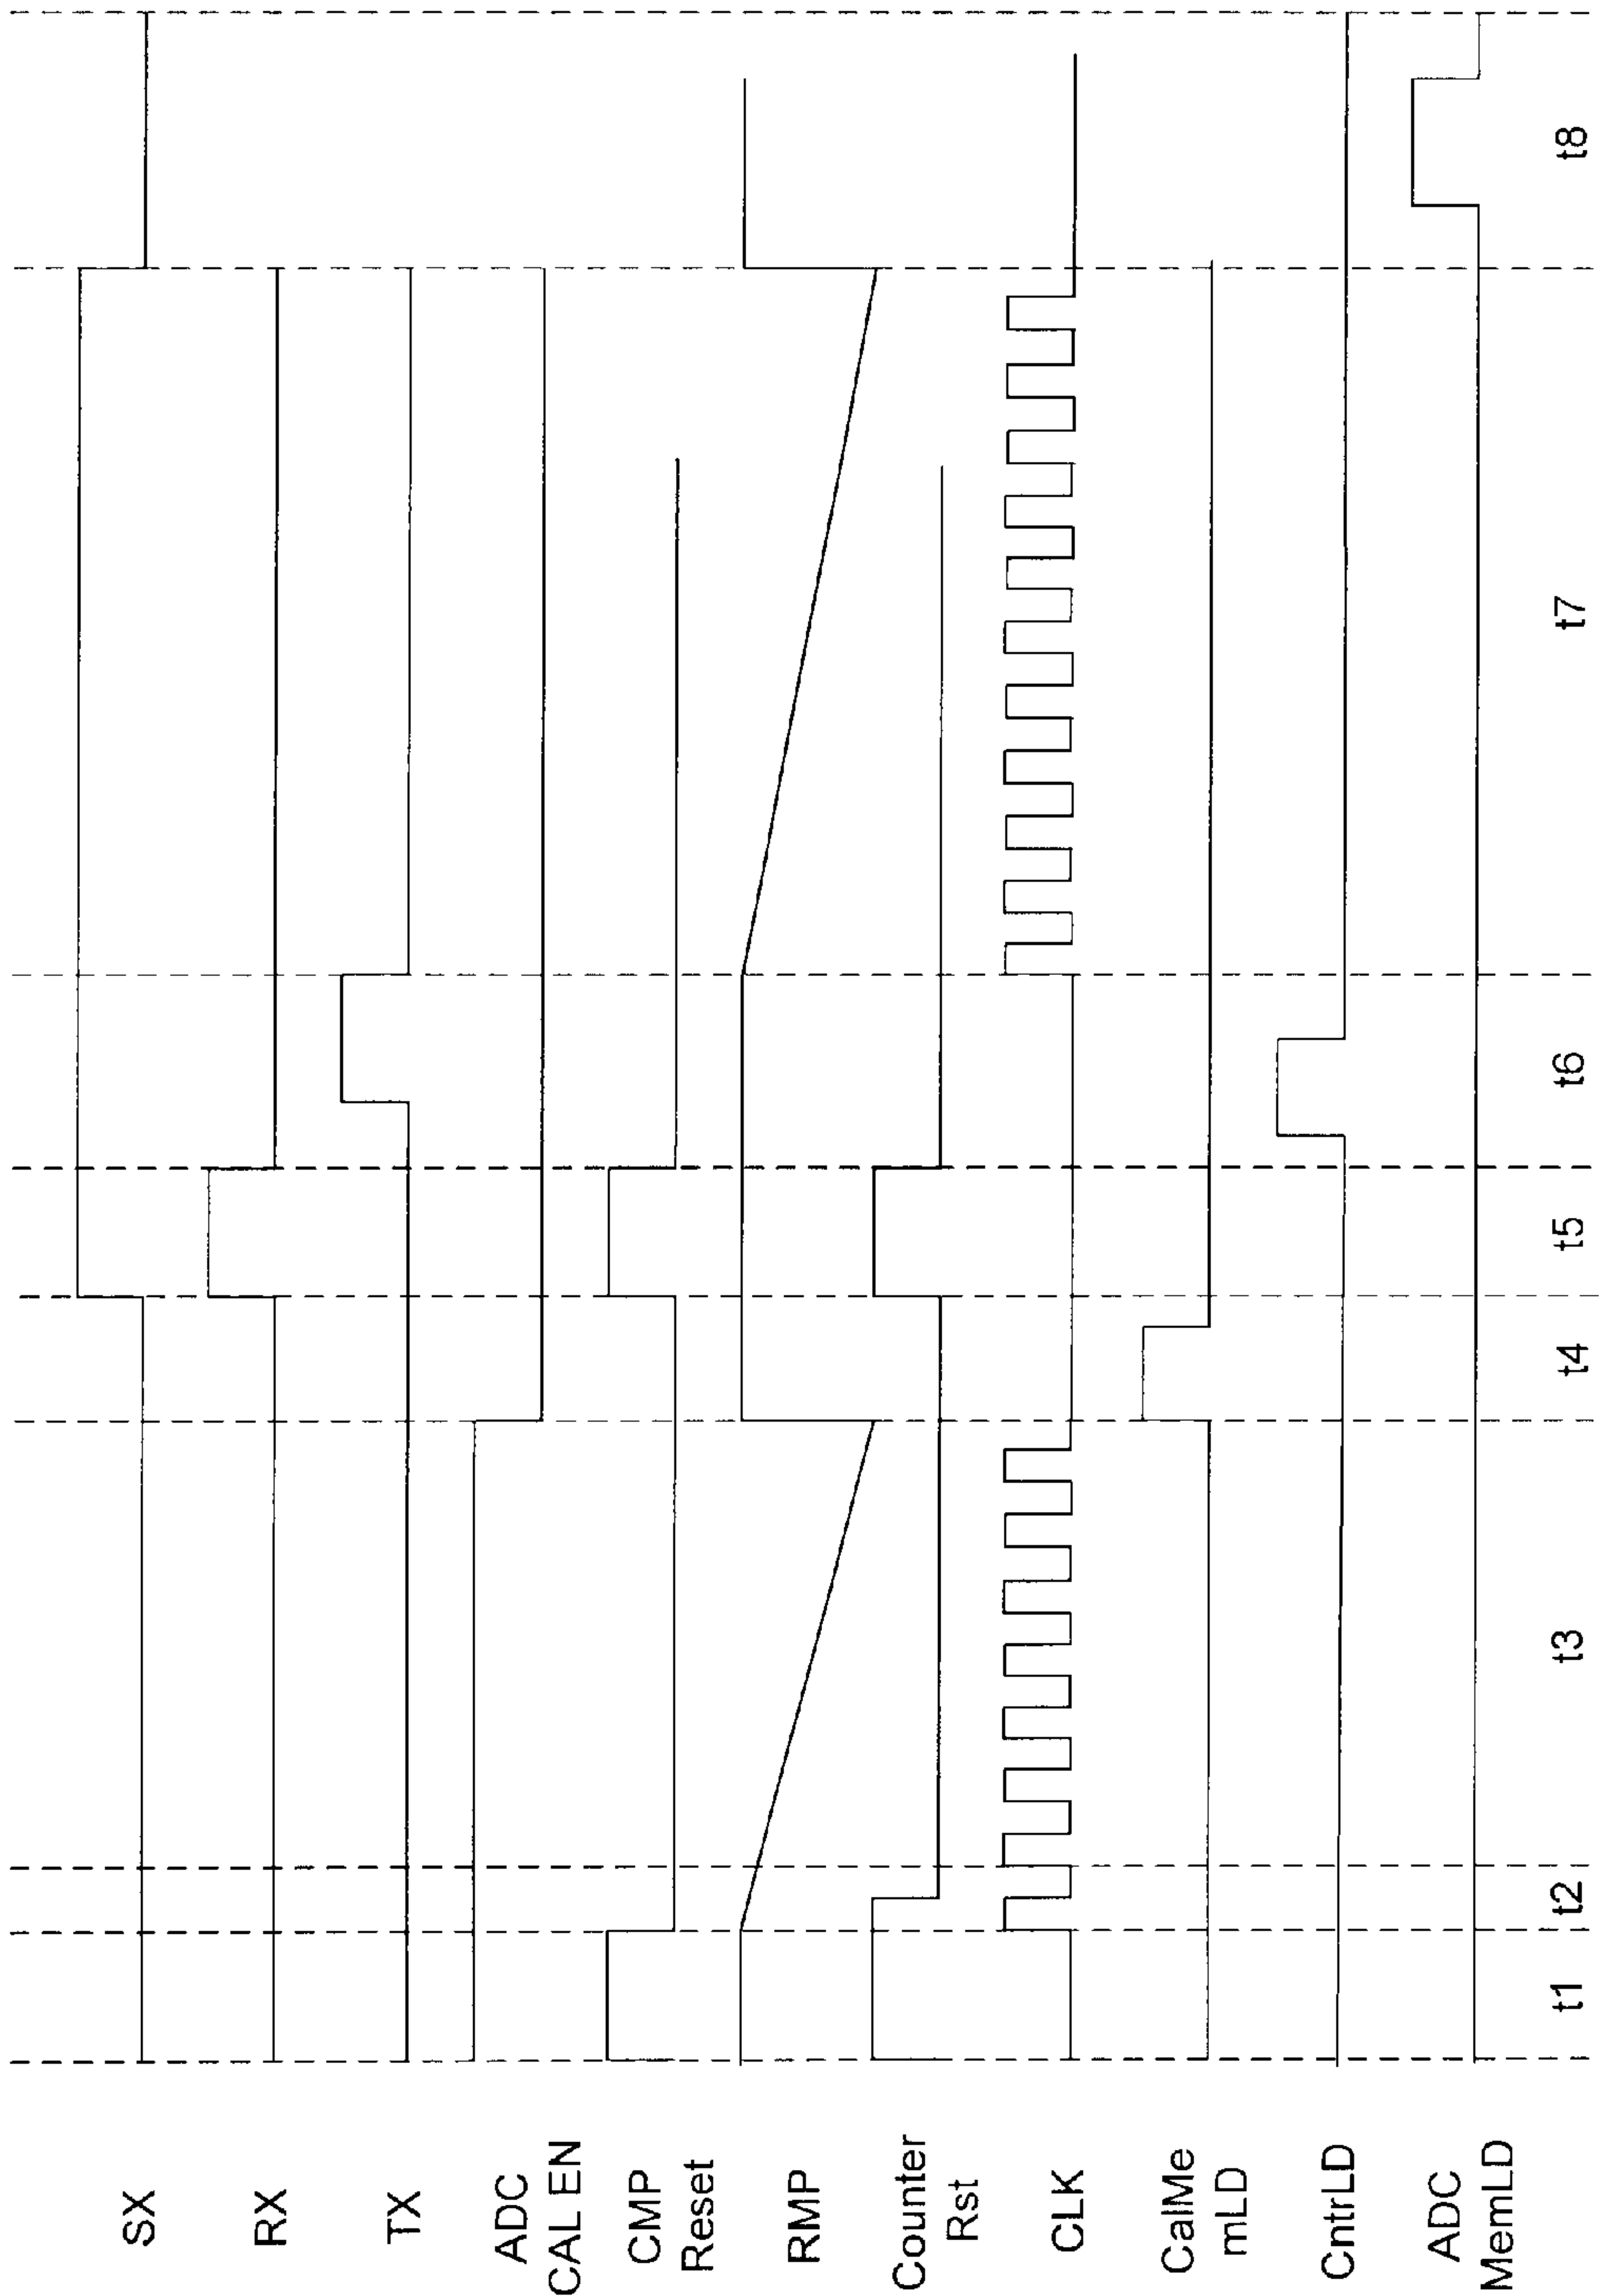 SX
RX
TX
ADC
CAL EN
CMP
Reset
RMP
Counter
Rst
CLK
CalMe
mLD
CntrLD
ADC
MemLD
t1 t2 t3 t4 t5 t6 t7 t8